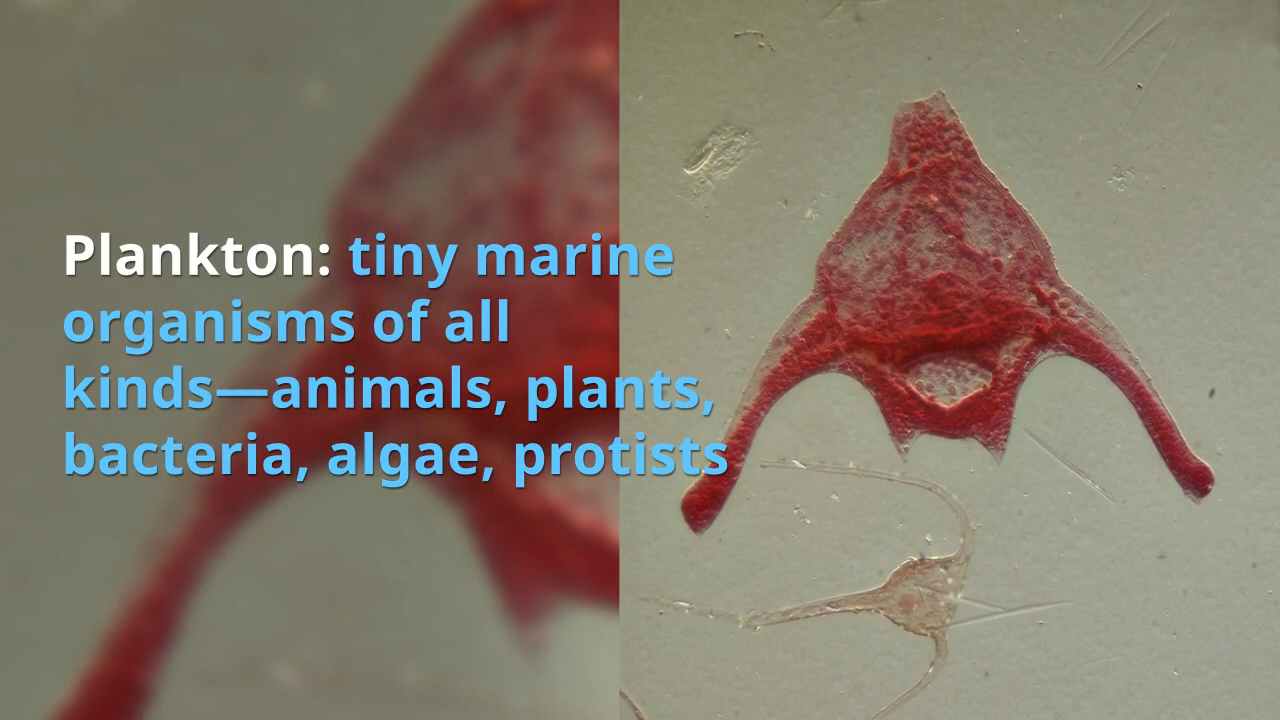 Plankton: tiny marine
organisms of all
kinds—animals, plants,
bacteria, algae, protists